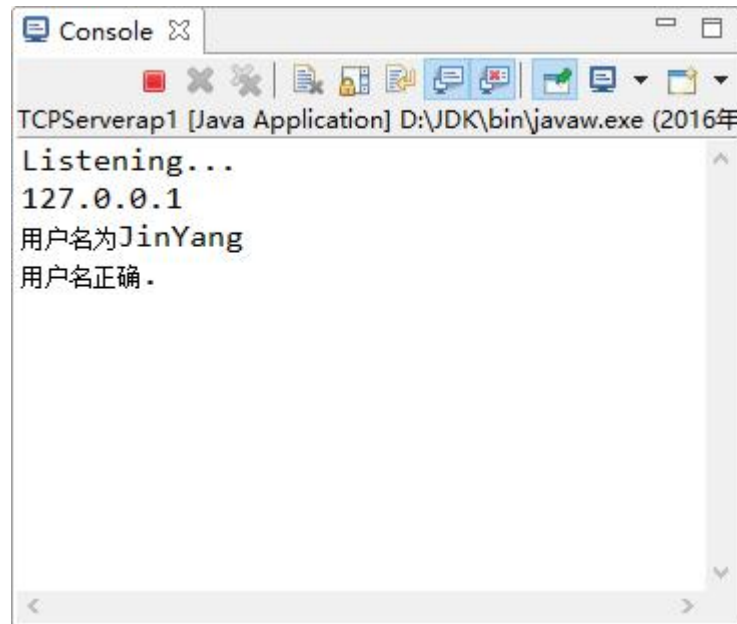 Console
TCPServerap1 [Java Application] D:\JDK\bin\javaw.exe (2016年
Listening...
127.0.0.1
用户名为JinYang
用户名正确.